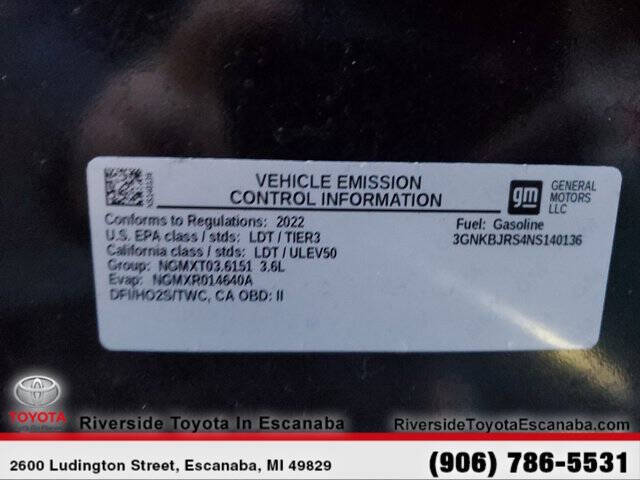 VEHICLE EMISSION
CONTROL INFORMATION
gm
GENERAL
MOTORS
LLC
Conforms to Regulations: 2022
U.S. EPA class / stds: LDT / TIER3
California class / stds: LDT / ULEV50
Group: NGMXT03.6151 3.6L
Evap: NGMXR014640A
DFI/HO2S/TWC, CA OBD: II
Fuel: Gasoline
3GNKBJRS4NS140136
TOYOTA
Riverside Toyota In Escanaba
RiversideToyotaEscanaba.com
2600 Ludington Street, Escanaba, MI 49829
(906) 786-5531